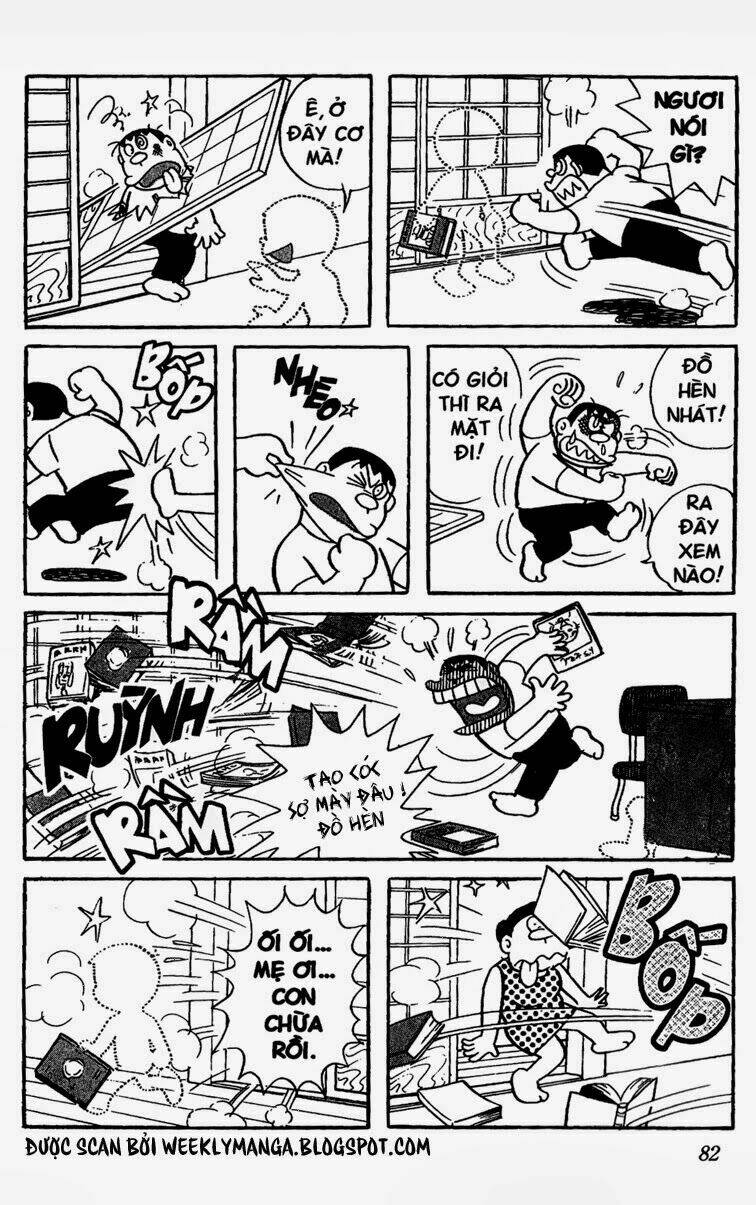 Ê, Ở
ĐÂY CƠ
MÀ!
NGƯƠI
NÓI
GÌ?
BỐP
NHÉO
CÓ GIỎI
THÌ RA
MẶT
ĐI!
ĐỒ
HÈN
NHÁT!
RA
ĐÂY
XEM
NÀO!
RẦM
RUỲNH
RẦM
TAO CÓC
SỢ MÀY ĐÂU!
ĐỒ HÈN
ỐI ỐI...
MẸ ƠI...
CON
CHỪA
RỒI.
BỐP
ĐƯỢC SCAN BỞI WEEKLYMANGA.BLOGSPOT.COM
82